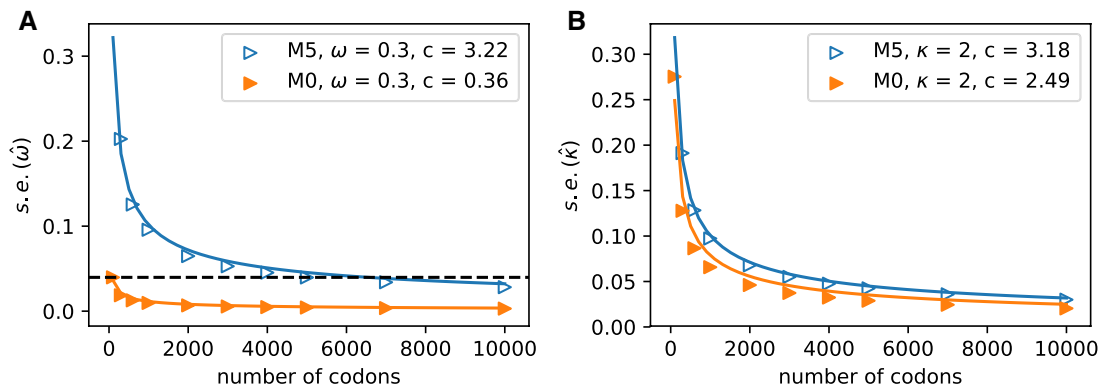 A
M5, ω = 0.3, c = 3.22
M0, ω = 0.3, c = 0.36
0.3
0.2
0.1
0.0
s.e.(ω̂)
0 2000 4000 6000 8000 10000
number of codons
B
M5, κ = 2, c = 3.18
M0, κ = 2, c = 2.49
0.30
0.25
0.20
0.15
0.10
0.05
0.00
s.e.(κ̂)
0 2000 4000 6000 8000 10000
number of codons